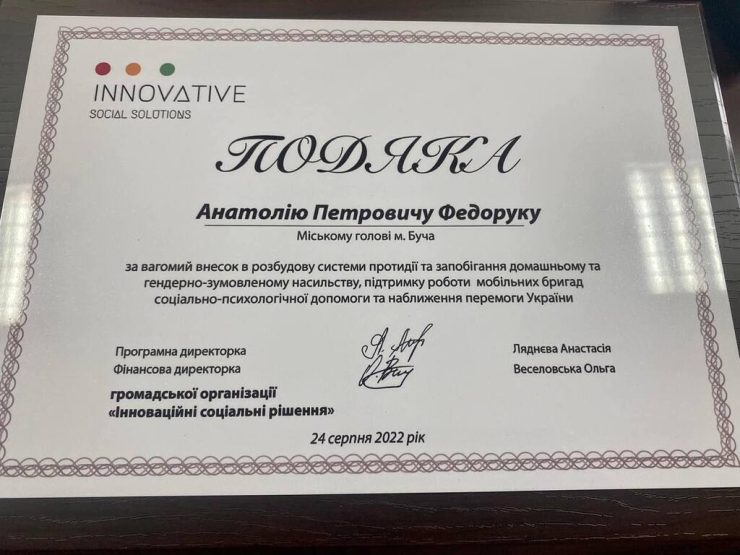 INNOVATIVE
SOCIAL SOLUTIONS
ПОДЯКА
Анатолію Петровичу Федоруку
Міському голові м. Буча
за вагомий внесок в розбудову системи протидії та запобігання домашньому та
гендерно-зумовленому насильству, підтримку роботи мобільних бригад
соціально-психологічної допомоги та наближення перемоги України
Програмна директорка Ляднєва Анастасія
Фінансова директорка Веселовська Ольга
громадської організації
«Інноваційні соціальні рішення»
24 серпня 2022 рік